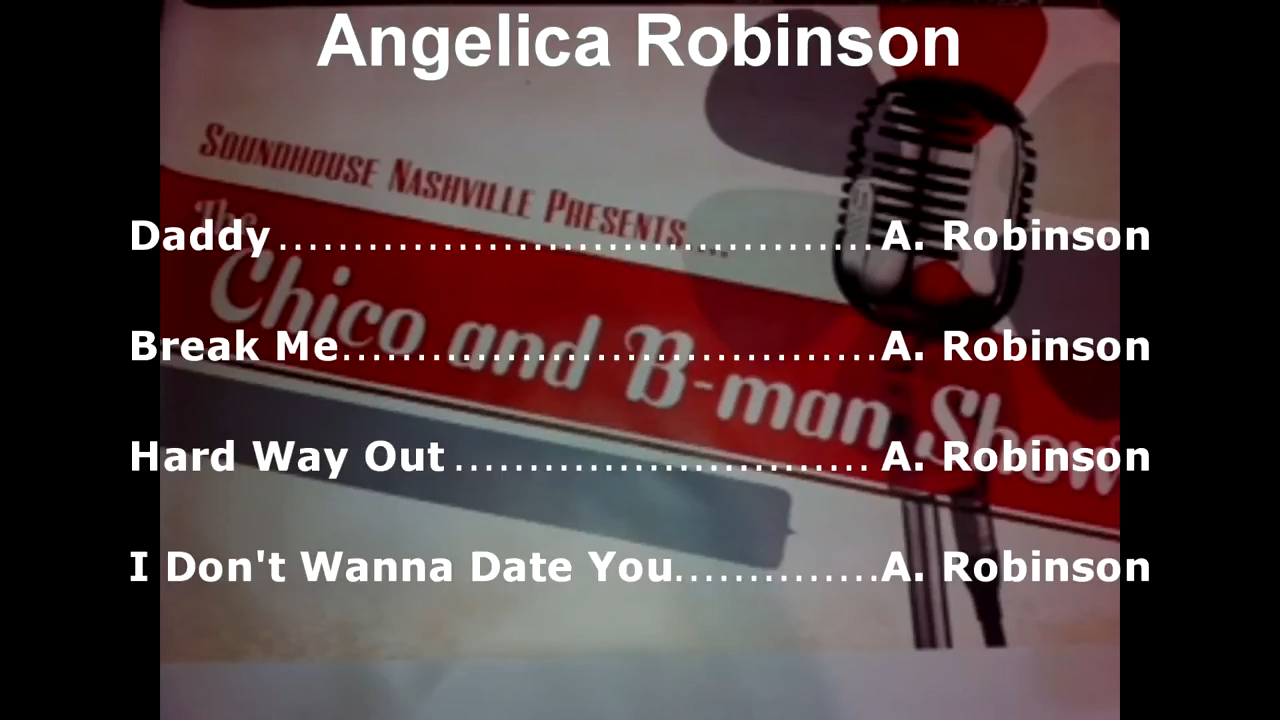 Angelica Robinson
Soundhouse Nashville Presents....
The
Chico and B-man Show
Daddy........................................A. Robinson
Break Me....................................A. Robinson
Hard Way Out ............................ A. Robinson
I Don't Wanna Date You..............A. Robinson